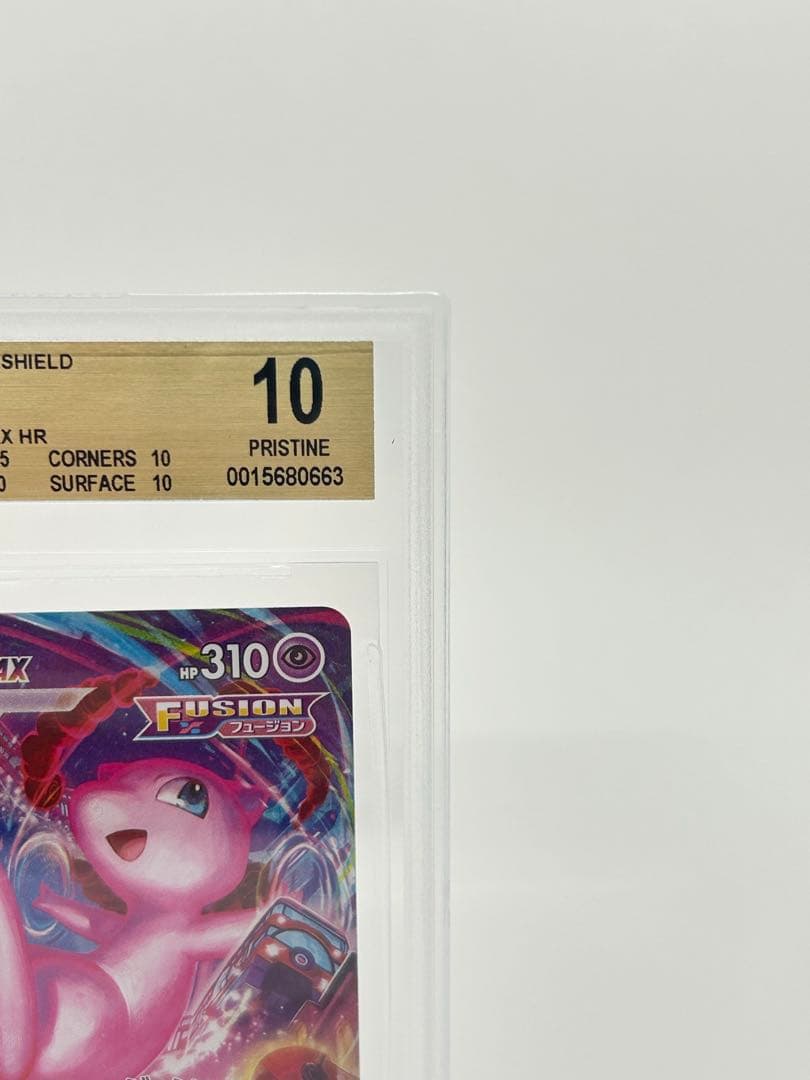 SHIELD
10
X HR
PRISTINE
5 CORNERS 10
0015680663
0 SURFACE 10
AX
HP310
FUSION
フュージョン